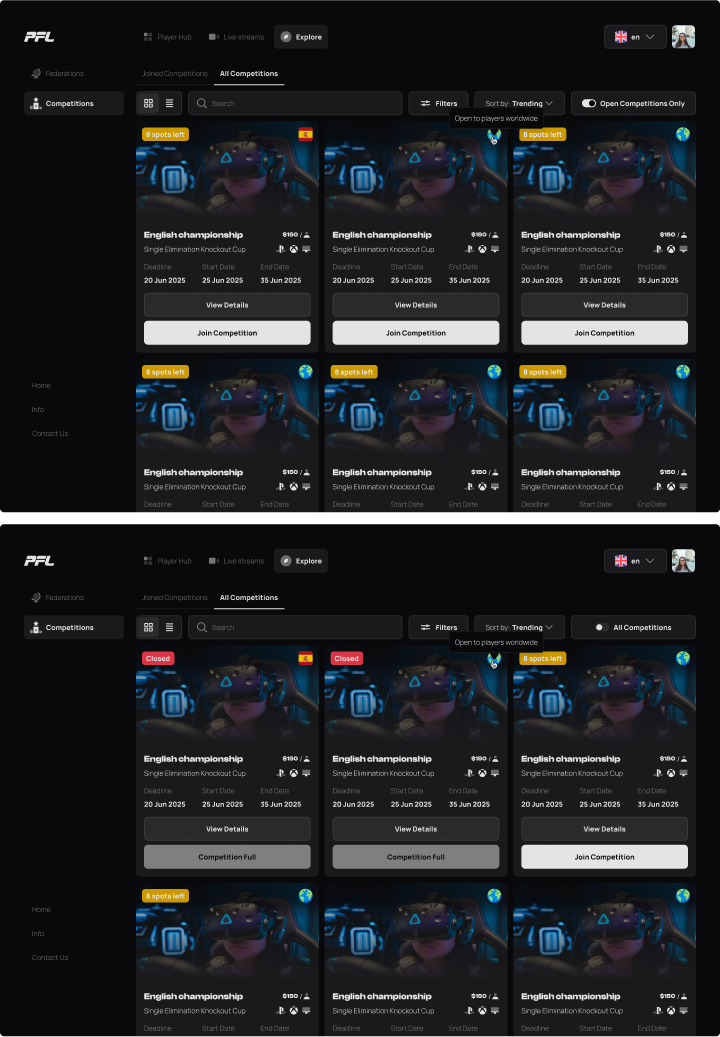 PFL
Player Hub
Live streams
Explore
en
Federations
Joined Competitions
All Competitions
Competitions
Search
Filters
Sort by: Trending
Open Competitions Only
Open to players worldwide
8 spots left
8 spots left
English championship
$150 /
English championship
$150 /
English championship
$150 /
Single Elimination Knockout Cup
Single Elimination Knockout Cup
Single Elimination Knockout Cup
Deadline Start Date End Date
Deadline Start Date End Date
Deadline Start Date End Date
20 Jun 2025 25 Jun 2025 35 Jun 2025
20 Jun 2025 25 Jun 2025 35 Jun 2025
20 Jun 2025 25 Jun 2025 35 Jun 2025
View Details
View Details
View Details
Join Competition
Join Competition
Join Competition
8 spots left
8 spots left
8 spots left
Home
Info
Contact Us
English championship
$150 /
English championship
$150 /
English championship
$150 /
Single Elimination Knockout Cup
Single Elimination Knockout Cup
Single Elimination Knockout Cup
Deadline Start Date End Date
Deadline Start Date End Date
Deadline Start Date End Date
PFL
Player Hub
Live streams
Explore
en
Federations
Joined Competitions
All Competitions
Competitions
Search
Filters
Sort by: Trending
All Competitions
Open to players worldwide
Closed
Closed
8 spots left
English championship
$150 /
English championship
$150 /
English championship
$150 /
Single Elimination Knockout Cup
Single Elimination Knockout Cup
Single Elimination Knockout Cup
Deadline Start Date End Date
Deadline Start Date End Date
Deadline Start Date End Date
20 Jun 2025 25 Jun 2025 35 Jun 2025
20 Jun 2025 25 Jun 2025 35 Jun 2025
20 Jun 2025 25 Jun 2025 35 Jun 2025
View Details
View Details
View Details
Competition Full
Competition Full
Join Competition
8 spots left
Home
Info
Contact Us
English championship
$150 /
English championship
$150 /
English championship
$150 /
Single Elimination Knockout Cup
Single Elimination Knockout Cup
Single Elimination Knockout Cup
Deadline Start Date End Date
Deadline Start Date End Date
Deadline Start Date End Date